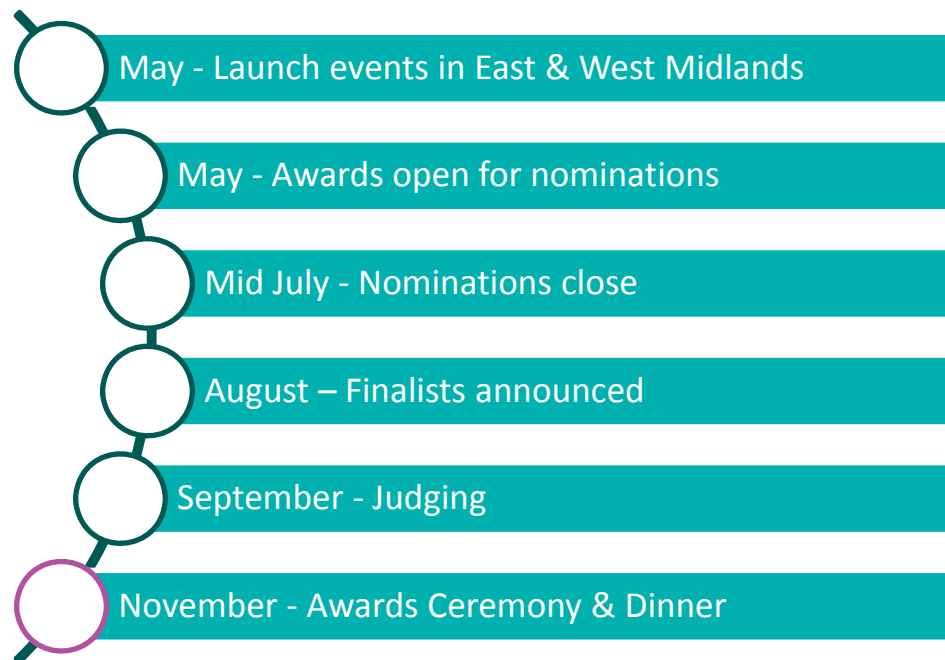 May - Launch events in East & West Midlands
May - Awards open for nominations
Mid July - Nominations close
August – Finalists announced
September - Judging
November - Awards Ceremony & Dinner